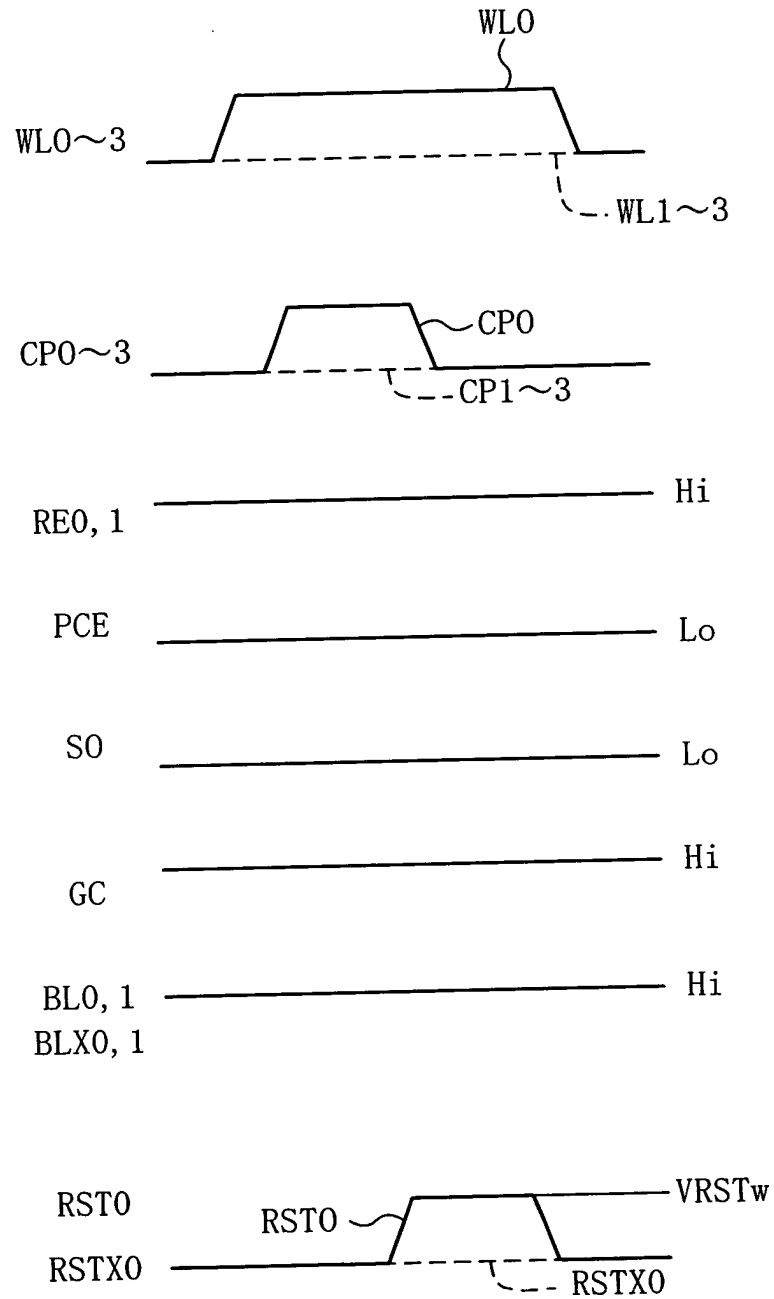 WL0
WL0～3
WL1～3
CP0
CP0～3
CP1～3
RE0, 1
Hi
PCE
Lo
S0
Lo
GC
Hi
BL0, 1
Hi
BLX0, 1
RST0
RST0
VRSTw
RSTX0
RSTX0